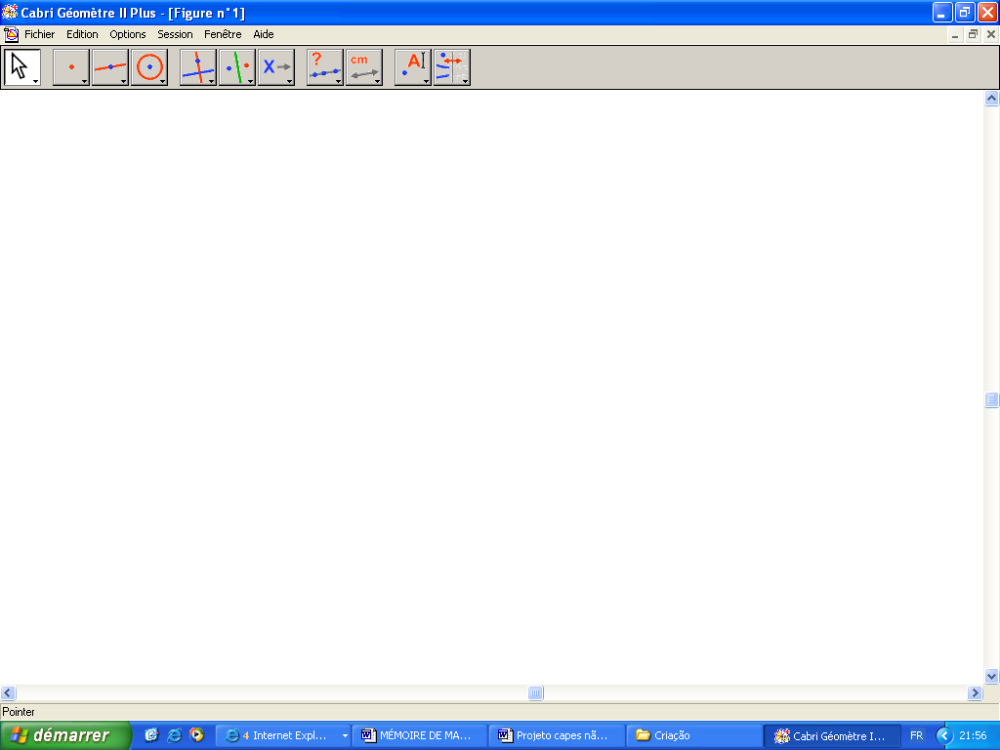 Cabri Géomètre II Plus - [Figure n°1]
Fichier Edition Options Session Fenêtre Aide
X ? cm A
Pointer
démarrer 4 Internet Expl... MÉMOIRE DE MA... Projeto capes nã... Criação Cabri Géomètre I... FR 21:56